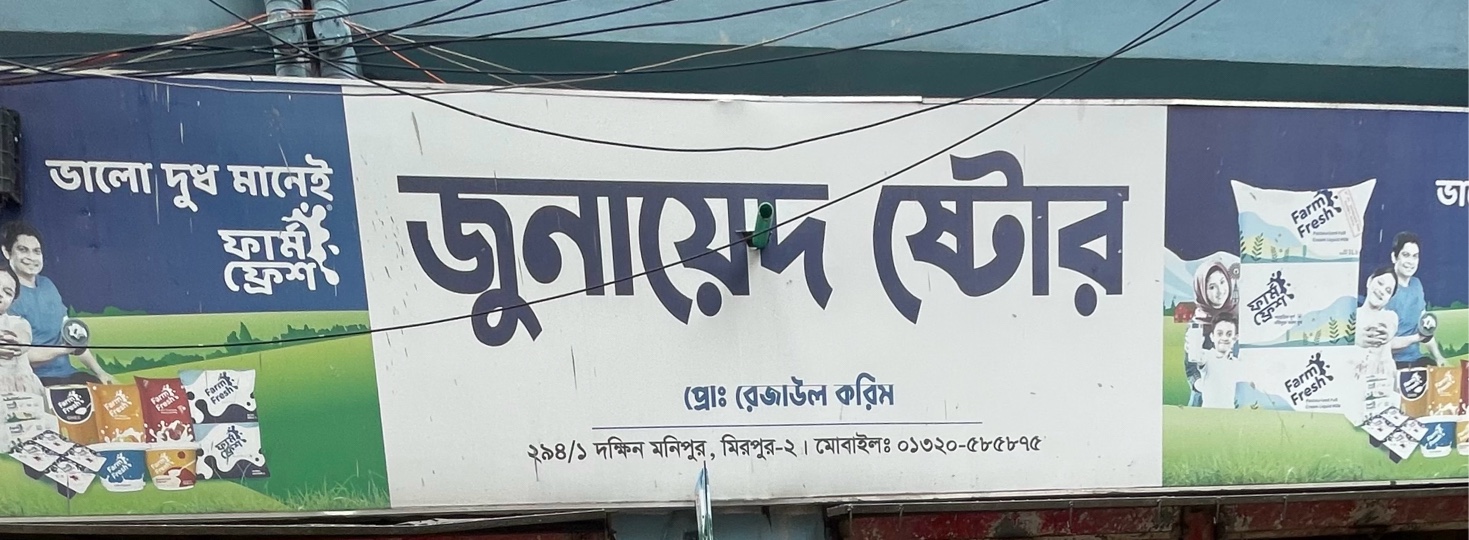 ভালো দুধ মানেই
ফার্ম
ফ্রেশ
জুনায়েদ ষ্টোর
প্রোঃ রেজাউল করিম
২৯৪/১ দক্ষিন মনিপুর, মিরপুর-২। মোবাইলঃ ০১৩২০-৫৮৫৮৭৫
Farm
Fresh
ফার্ম
ফ্রেশ
Farm
Fresh